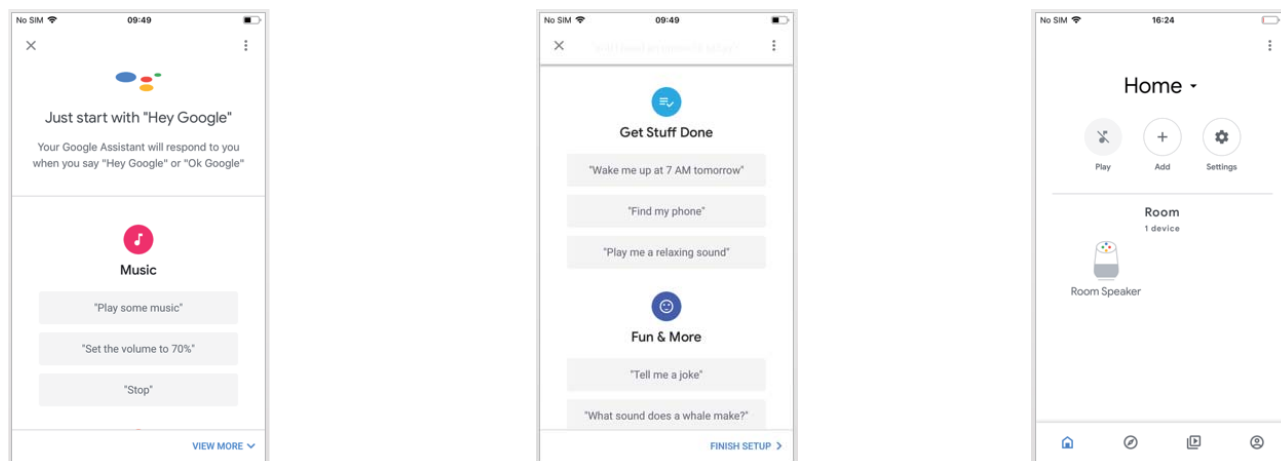 No SIM 09:49
Just start with "Hey Google"
Your Google Assistant will respond to you
when you say "Hey Google" or "Ok Google"
Music
"Play some music"
"Set the volume to 70%"
"Stop"
VIEW MORE
No SIM 09:49
Get Stuff Done
"Wake me up at 7 AM tomorrow"
"Find my phone"
"Play me a relaxing sound"
Fun & More
"Tell me a joke"
"What sound does a whale make?"
FINISH SETUP
No SIM 16:24
Home
Play Add Settings
Room
1 device
Room Speaker